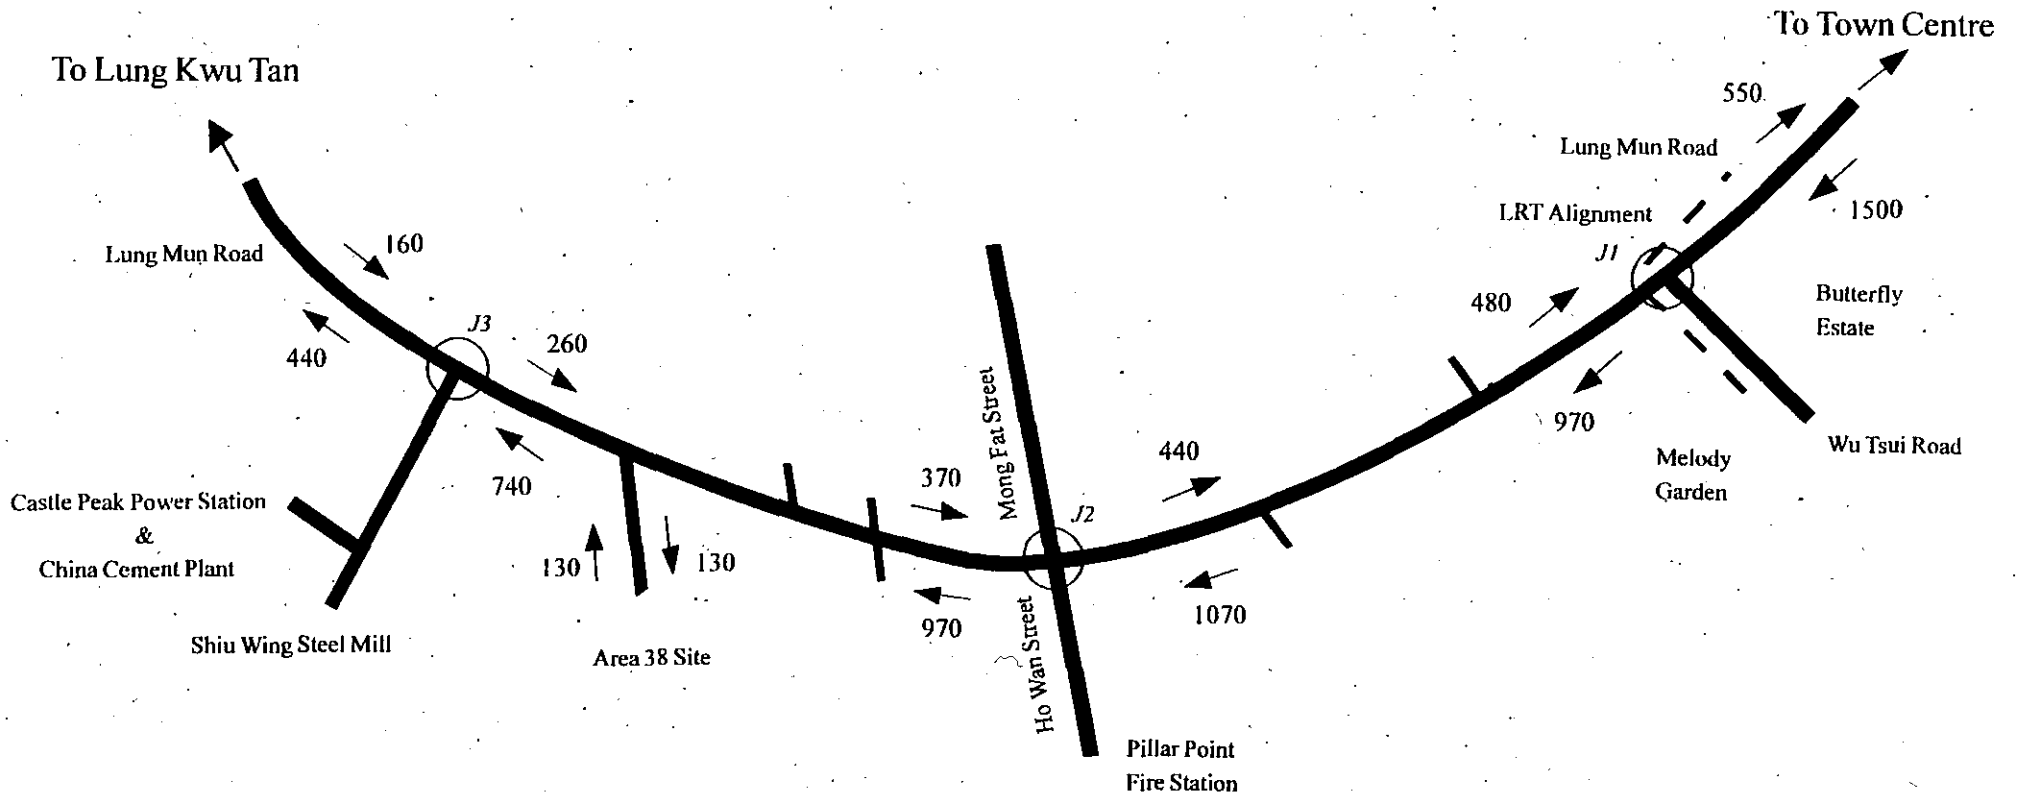 To Town Centre
To Lung Kwu Tan
550
Lung Mun Road
1500
LRT Alignment
J1
160
Lung Mun Road
Butterfly
Estate
480
J3
260
440
970
Mong Fat Street
440
Wu Tsui Road
Melody
Garden
370
740
Castle Peak Power Station
&
China Cement Plant
J2
130
130
1070
970
Ho Wan Street
Shiu Wing Steel Mill
Area 38 Site
Pillar Point
Fire Station